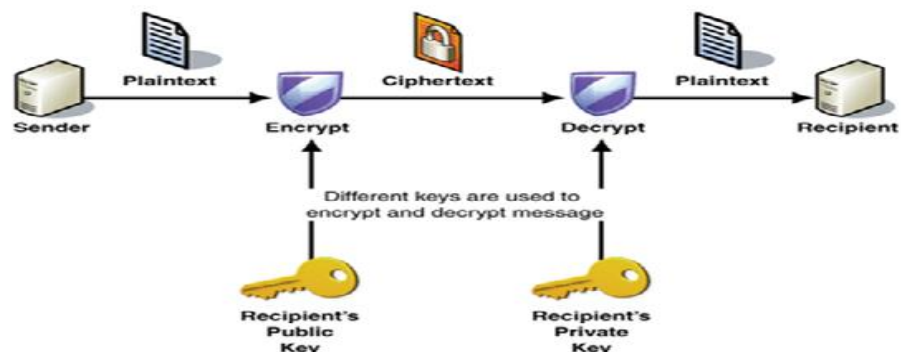 Plaintext
Ciphertext
Plaintext
Sender
Encrypt
Decrypt
Recipient
Different keys are used to
encrypt and decrypt message
Recipient's
Public
Key
Recipient's
Private
Key